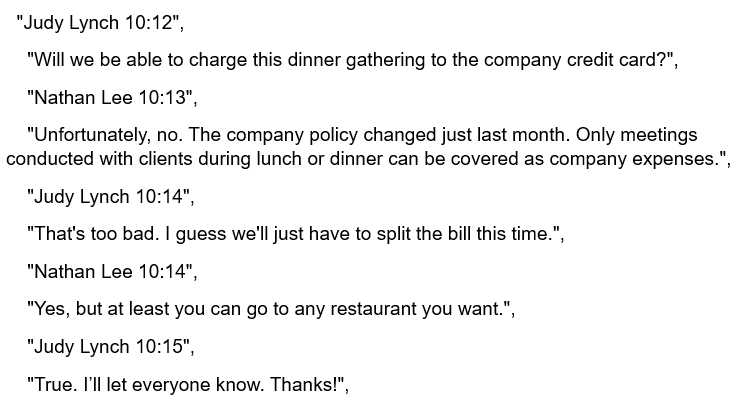 "Judy Lynch 10:12",
"Will we be able to charge this dinner gathering to the company credit card?",
"Nathan Lee 10:13",
"Unfortunately, no. The company policy changed just last month. Only meetings
conducted with clients during lunch or dinner can be covered as company expenses.",
"Judy Lynch 10:14",
"That's too bad. I guess we'll just have to split the bill this time.",
"Nathan Lee 10:14",
"Yes, but at least you can go to any restaurant you want.",
"Judy Lynch 10:15",
"True. I’ll let everyone know. Thanks!",